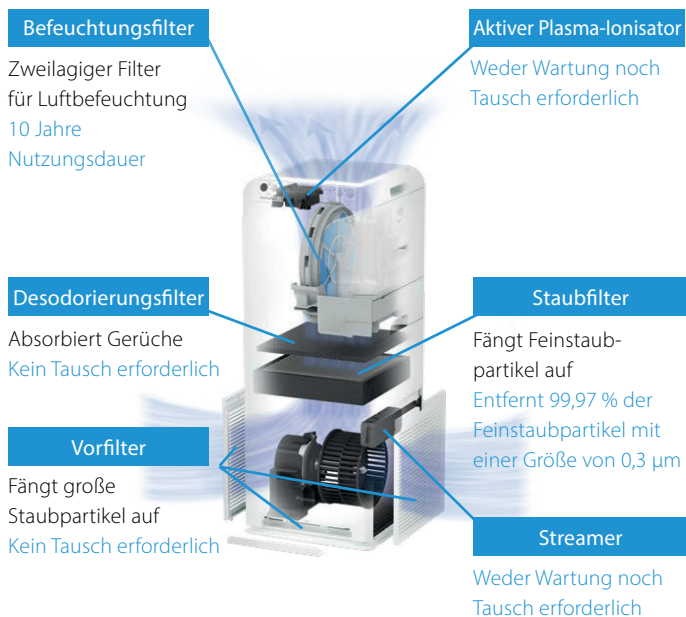 Befeuchtungsfilter
Zweilagiger Filter
für Luftbefeuchtung
10 Jahre
Nutzungsdauer
Aktiver Plasma-Ionisator
Weder Wartung noch
Tausch erforderlich
Desodorierungsfilter
Absorbiert Gerüche
Kein Tausch erforderlich
Staubfilter
Fängt Feinstaub-
partikel auf
Entfernt 99,97 % der
Feinstaubpartikel mit
einer Größe von 0,3 µm
Vorfilter
Fängt große
Staubpartikel auf
Kein Tausch erforderlich
Streamer
Weder Wartung noch
Tausch erforderlich